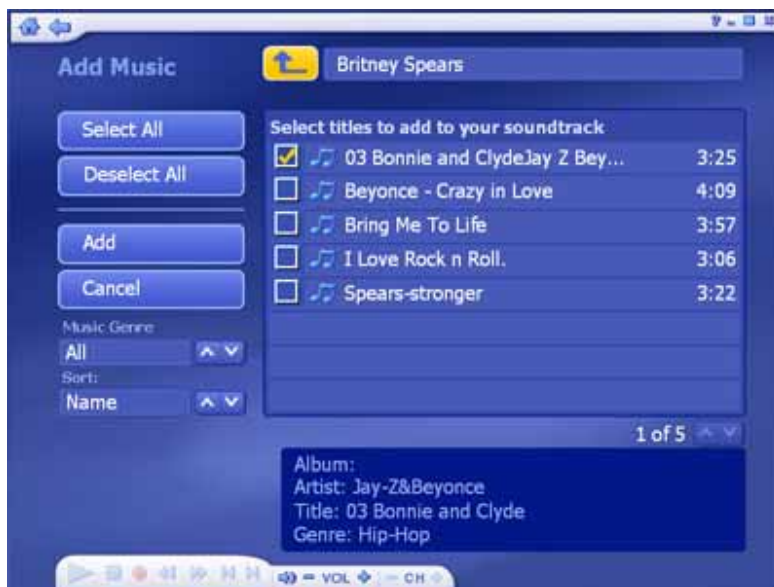 ?
Add Music
Britney Spears
Select All
Deselect All
Add
Cancel
Music Genre
All
Sort:
Name
Select titles to add to your soundtrack
03 Bonnie and ClydeJay Z Bey... 3:25
Beyonce - Crazy in Love 4:09
Bring Me To Life 3:57
I Love Rock n Roll. 3:06
Spears-stronger 3:22
1 of 5
Album:
Artist: Jay-Z&Beyonce
Title: 03 Bonnie and Clyde
Genre: Hip-Hop
VOL CH